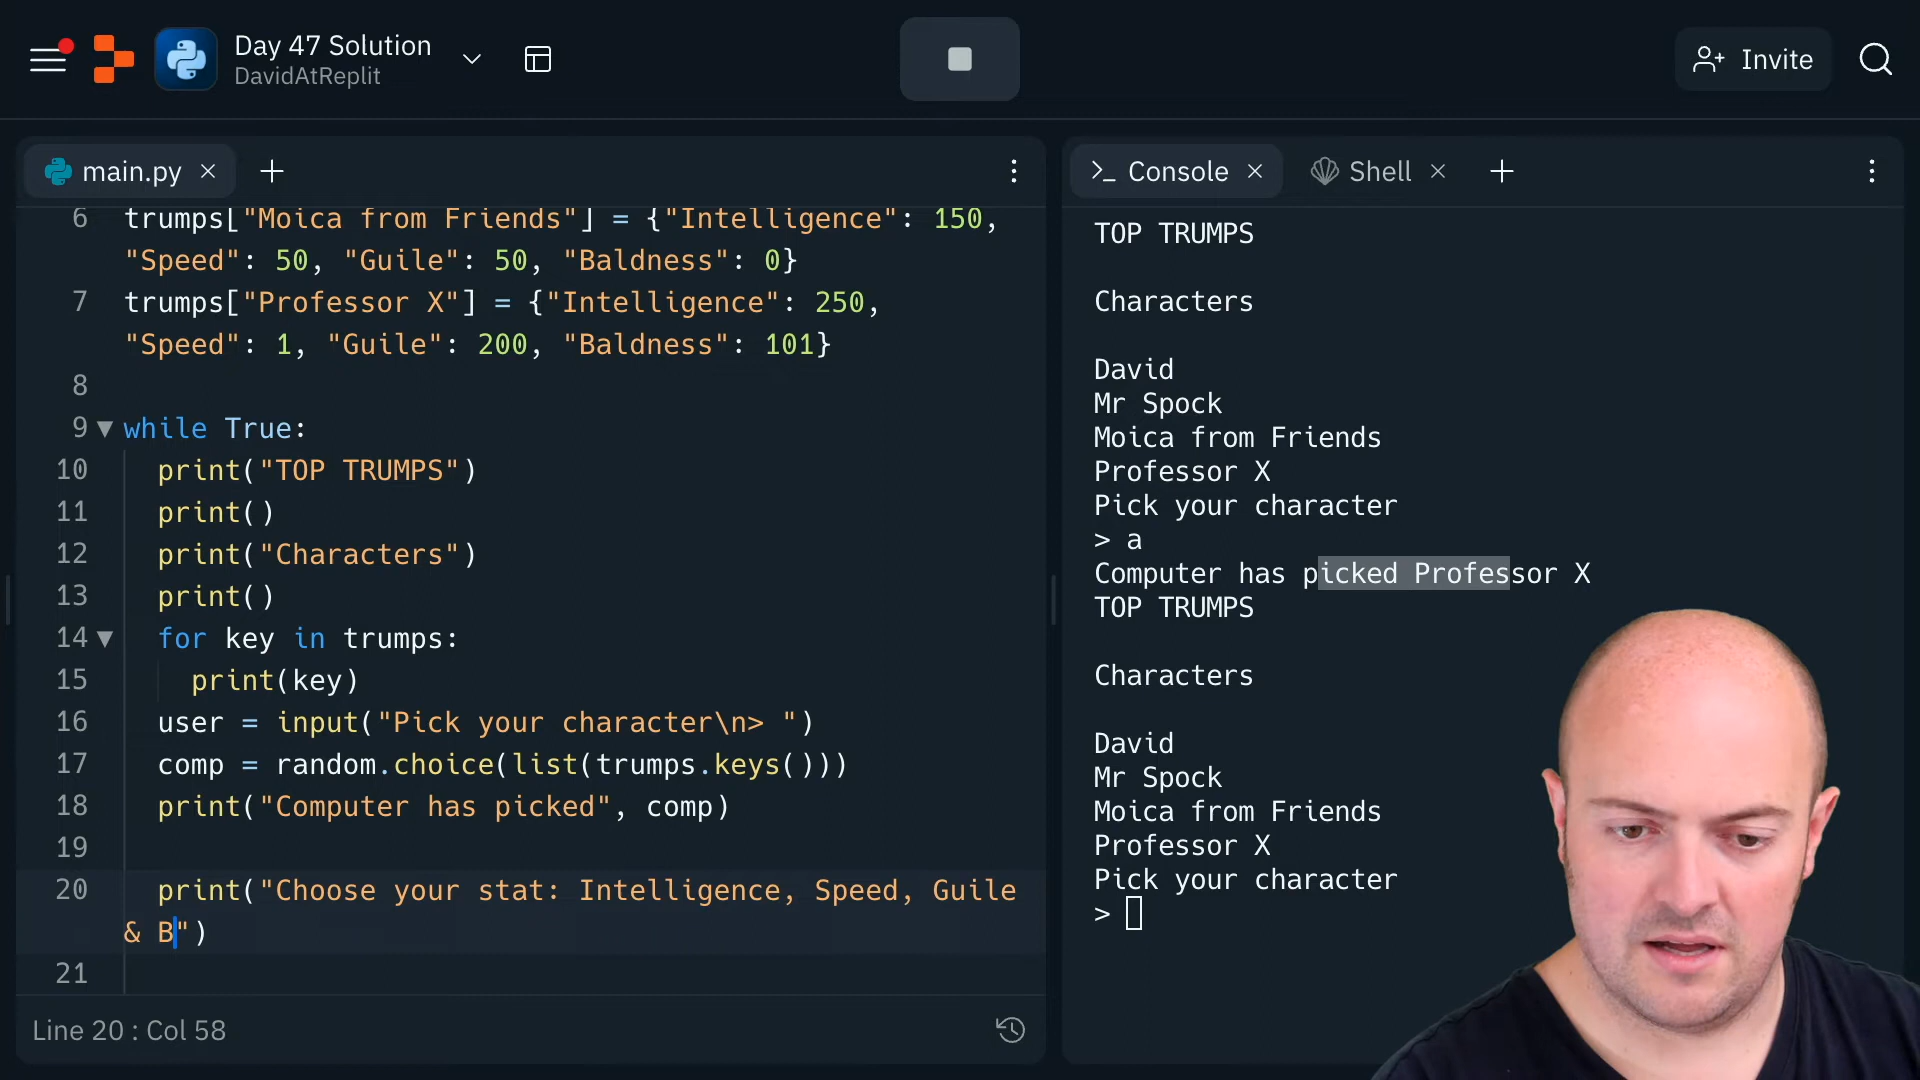 Day 47 Solution
DavidAtReplit
Invite
main.py
6 trumps["Moica from Friends"] = {"Intelligence": 150,
"Speed": 50, "Guile": 50, "Baldness": 0}
7 trumps["Professor X"] = {"Intelligence": 250,
"Speed": 1, "Guile": 200, "Baldness": 101}
8
9 while True:
10 print("TOP TRUMPS")
11 print()
12 print("Characters")
13 print()
14 for key in trumps:
15 print(key)
16 user = input("Pick your character\n> ")
17 comp = random.choice(list(trumps.keys()))
18 print("Computer has picked", comp)
19
20 print("Choose your stat: Intelligence, Speed, Guile
& B")
21
Line 20 : Col 58
Console
Shell
TOP TRUMPS
Characters
David
Mr Spock
Moica from Friends
Professor X
Pick your character
> a
Computer has picked Professor X
TOP TRUMPS
Characters
David
Mr Spock
Moica from Friends
Professor X
Pick your character
>